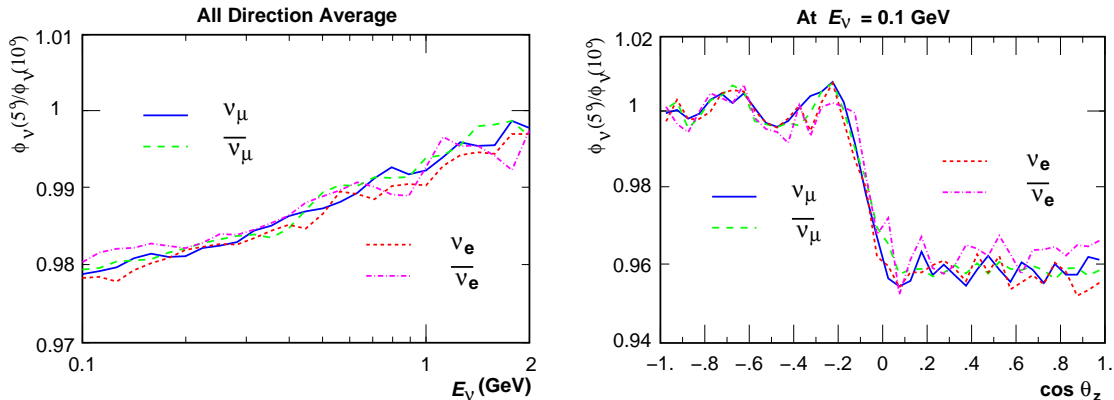 All Direction Average
ϕν(5°)/ϕν(10°)
1.01
1
0.99
0.98
0.97
0.1
1
2
Eν (GeV)
νμ
ν̅μ
νe
ν̅e
At Eν = 0.1 GeV
ϕν(5°)/ϕν(10°)
1.02
1
0.98
0.96
0.94
−1. −.8 −.6 −.4 −.2 0 .2 .4 .6 .8 1.
cos θz
νe
ν̅e
νμ
ν̅μ